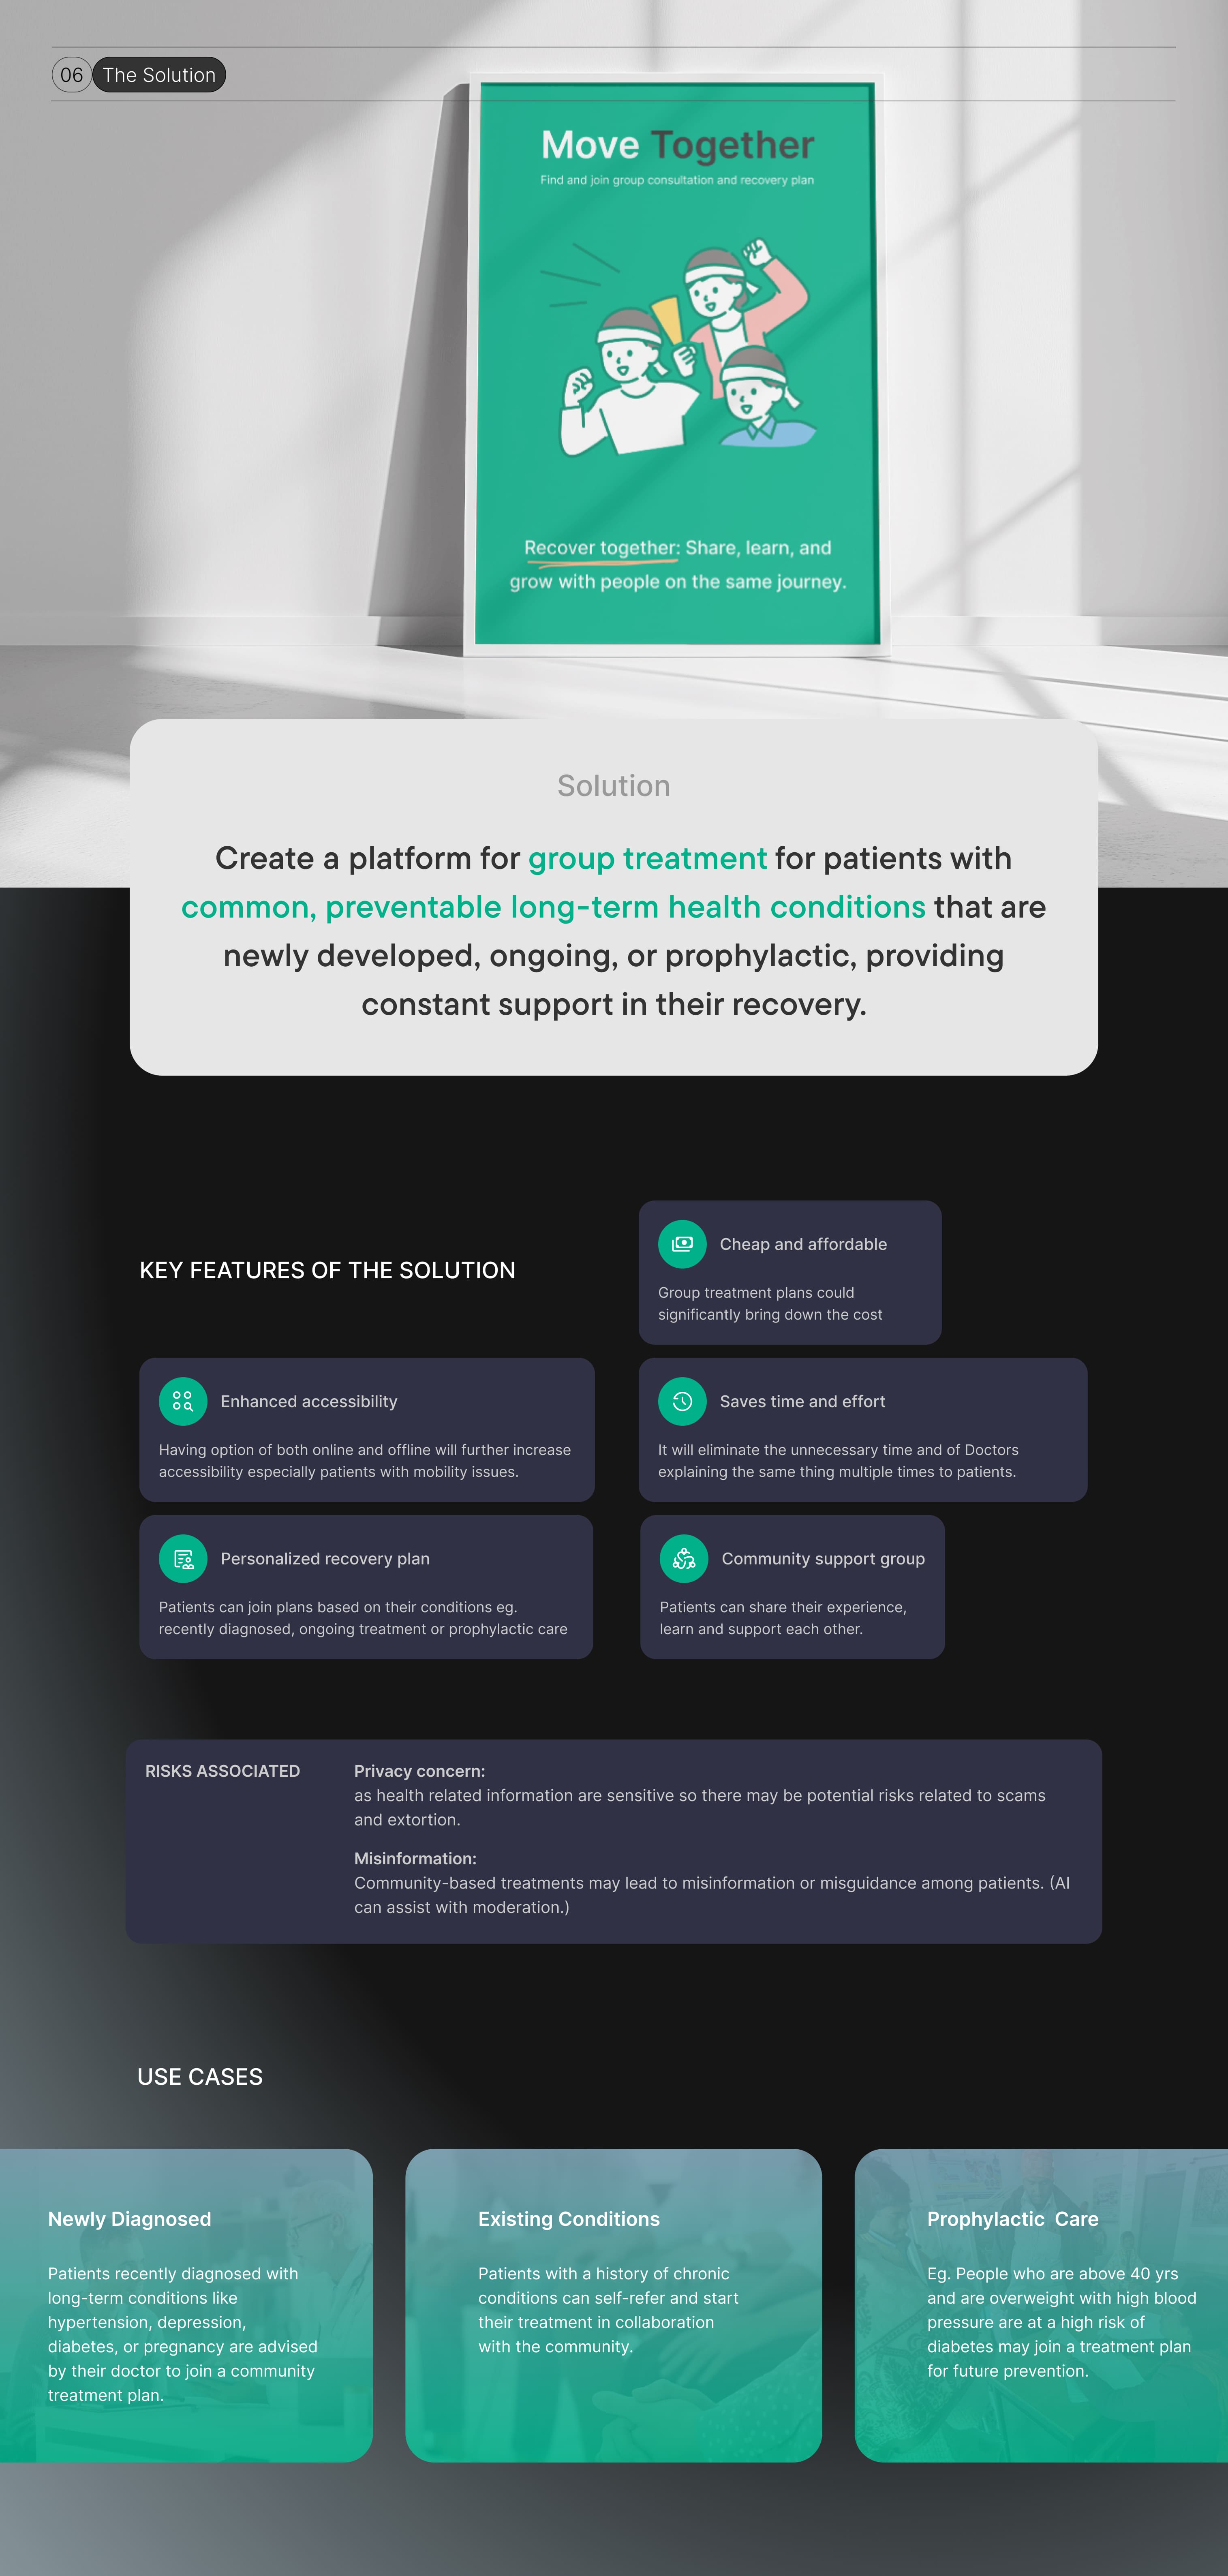 06 The Solution
Move Together
Find and join group consultation and recovery plan
Recover together: Share, learn, and
grow with people on the same journey.
Solution
Create a platform for group treatment for patients with
common, preventable long-term health conditions that are
newly developed, ongoing, or prophylactic, providing
constant support in their recovery.
KEY FEATURES OF THE SOLUTION
Cheap and affordable
Group treatment plans could
significantly bring down the cost
Enhanced accessibility
Having option of both online and offline will further increase
accessibility especially patients with mobility issues.
Saves time and effort
It will eliminate the unnecessary time and of Doctors
explaining the same thing multiple times to patients.
Personalized recovery plan
Patients can join plans based on their conditions eg.
recently diagnosed, ongoing treatment or prophylactic care
Community support group
Patients can share their experience,
learn and support each other.
RISKS ASSOCIATED
Privacy concern:
as health related information are sensitive so there may be potential risks related to scams
and extortion.
Misinformation:
Community-based treatments may lead to misinformation or misguidance among patients. (AI
can assist with moderation.)
USE CASES
Newly Diagnosed
Patients recently diagnosed with
long-term conditions like
hypertension, depression,
diabetes, or pregnancy are advised
by their doctor to join a community
treatment plan.
Existing Conditions
Patients with a history of chronic
conditions can self-refer and start
their treatment in collaboration
with the community.
Prophylactic Care
Eg. People who are above 40 yrs
and are overweight with high blood
pressure are at a high risk of
diabetes may join a treatment plan
for future prevention.